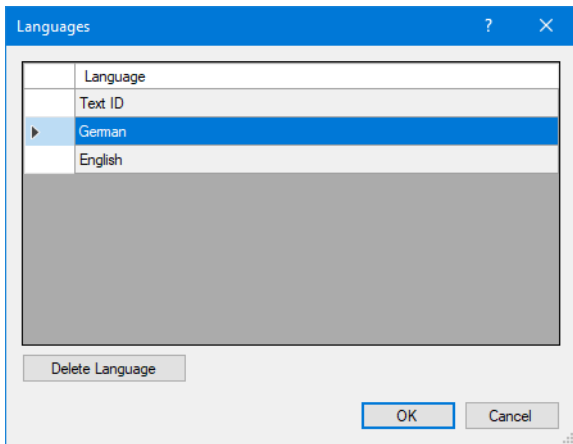 Languages ?
Language
Text ID
German
English
Delete Language
OK Cancel